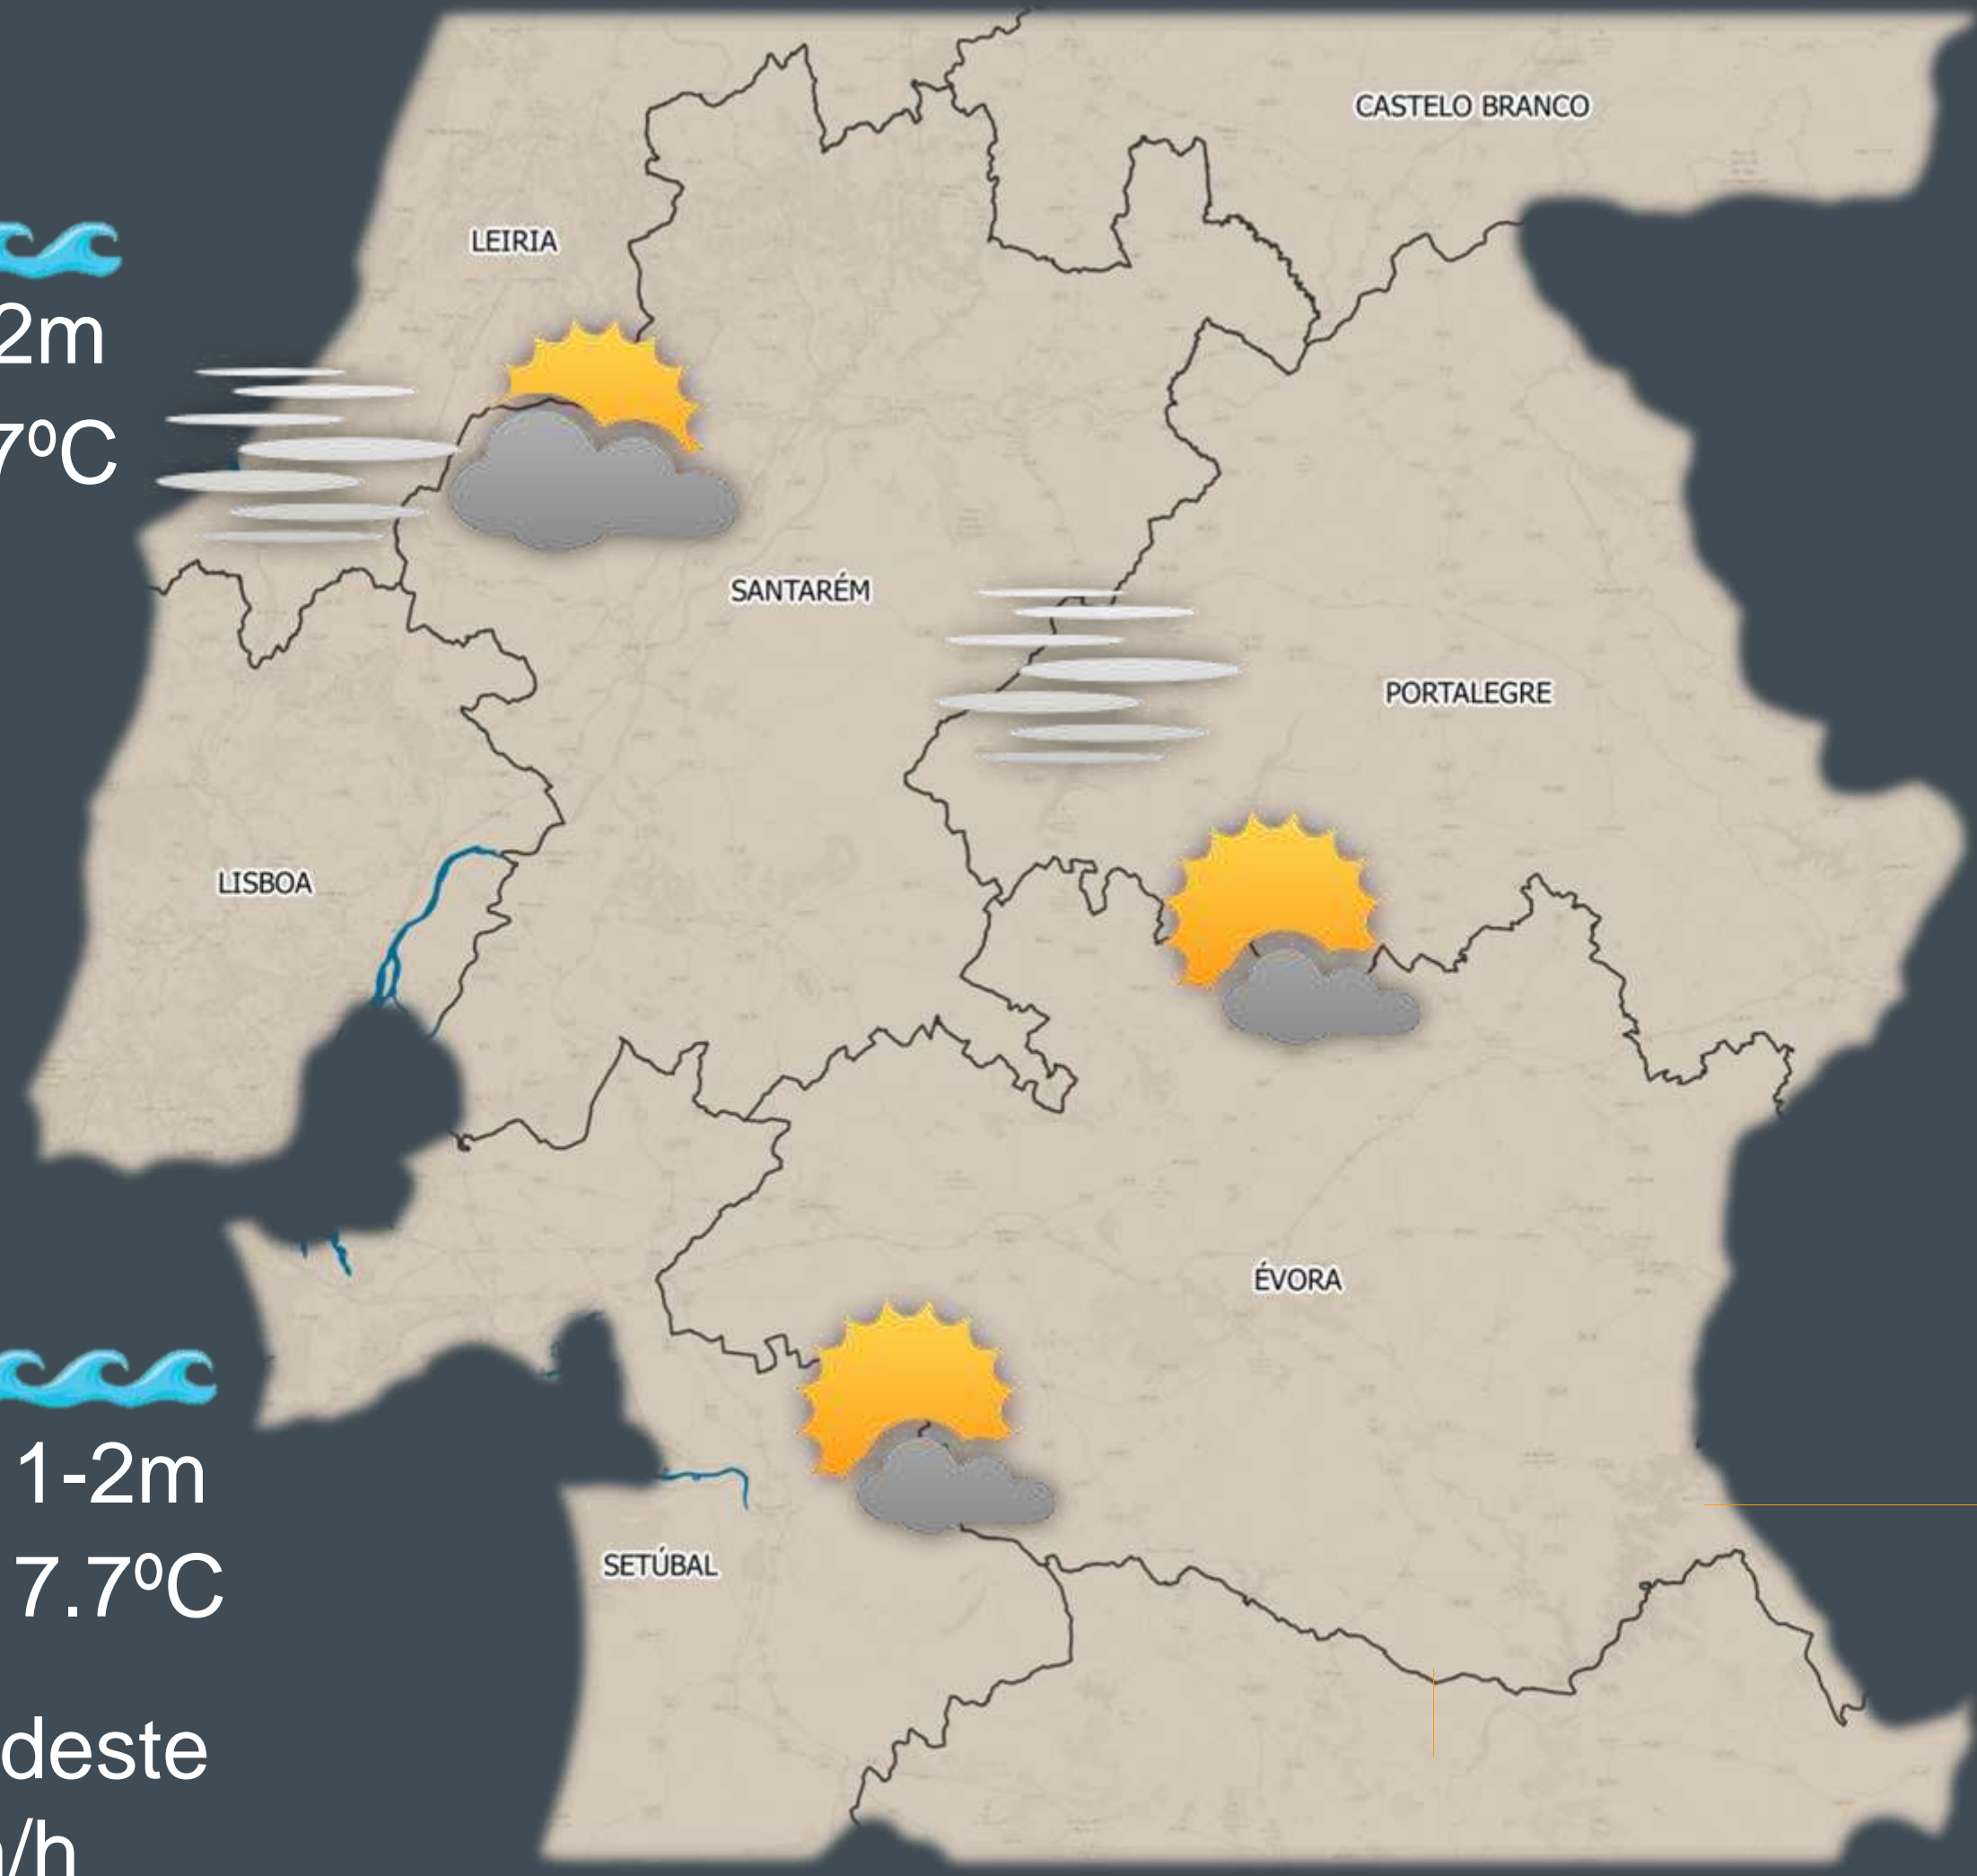 CASTELO BRANCO
LEIRIA
2m
7ºC
SANTARÉM
PORTALEGRE
LISBOA
ÉVORA
1-2m
7.7ºC
SETÚBAL
deste
/h